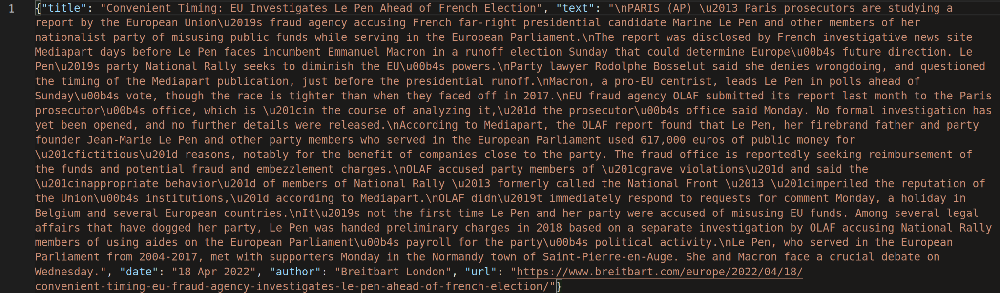 1 {"title": "Convenient Timing: EU Investigates Le Pen Ahead of French Election", "text": "\nPARIS (AP) \u2013 Paris prosecutors are studying a
report by the European Union\u2019s fraud agency accusing French far-right presidential candidate Marine Le Pen and other members of her
nationalist party of misusing public funds while serving in the European Parliament.\nThe report was disclosed by French investigative news site
Mediapart days before Le Pen faces incumbent Emmanuel Macron in a runoff election Sunday that could determine Europe\u00b4s future direction. Le
Pen\u2019s party National Rally seeks to diminish the EU\u00b4s powers.\nParty lawyer Rodolphe Bosselut said she denies wrongdoing, and questioned
the timing of the Mediapart publication, just before the presidential runoff.\nMacron, a pro-EU centrist, leads Le Pen in polls ahead of
Sunday\u00b4s vote, though the race is tighter than when they faced off in 2017.\nEU fraud agency OLAF submitted its report last month to the Paris
prosecutor\u00b4s office, which is \u201cin the course of analyzing it,\u201d the prosecutor\u00b4s office said Monday. No formal investigation has
yet been opened, and no further details were released.\nAccording to Mediapart, the OLAF report found that Le Pen, her firebrand father and party
founder Jean-Marie Le Pen and other party members who served in the European Parliament used 617,000 euros of public money for
\u201cfictitious\u201d reasons, notably for the benefit of companies close to the party. The fraud office is reportedly seeking reimbursement of
the funds and potential fraud and embezzlement charges.\nOLAF accused party members of \u201cgrave violations\u201d and said the
\u201cinappropriate behavior\u201d of members of National Rally \u2013 formerly called the National Front \u2013 \u201cimperiled the reputation of
the Union\u00b4s institutions,\u201d according to Mediapart.\nOLAF didn\u2019t immediately respond to requests for comment Monday, a holiday in
Belgium and several European countries.\nIt\u2019s not the first time Le Pen and her party were accused of misusing EU funds. Among several legal
affairs that have dogged her party, Le Pen was handed preliminary charges in 2018 based on a separate investigation by OLAF accusing National Rally
members of using aides on the European Parliament\u00b4s payroll for the party\u00b4s political activity.\nLe Pen, who served in the European
Parliament from 2004-2017, met with supporters Monday in the Normandy town of Saint-Pierre-en-Auge. She and Macron face a crucial debate on
Wednesday.", "date": "18 Apr 2022", "author": "Breitbart London", "url": "https://www.breitbart.com/europe/2022/04/18/
convenient-timing-eu-fraud-agency-investigates-le-pen-ahead-of-french-election/"}